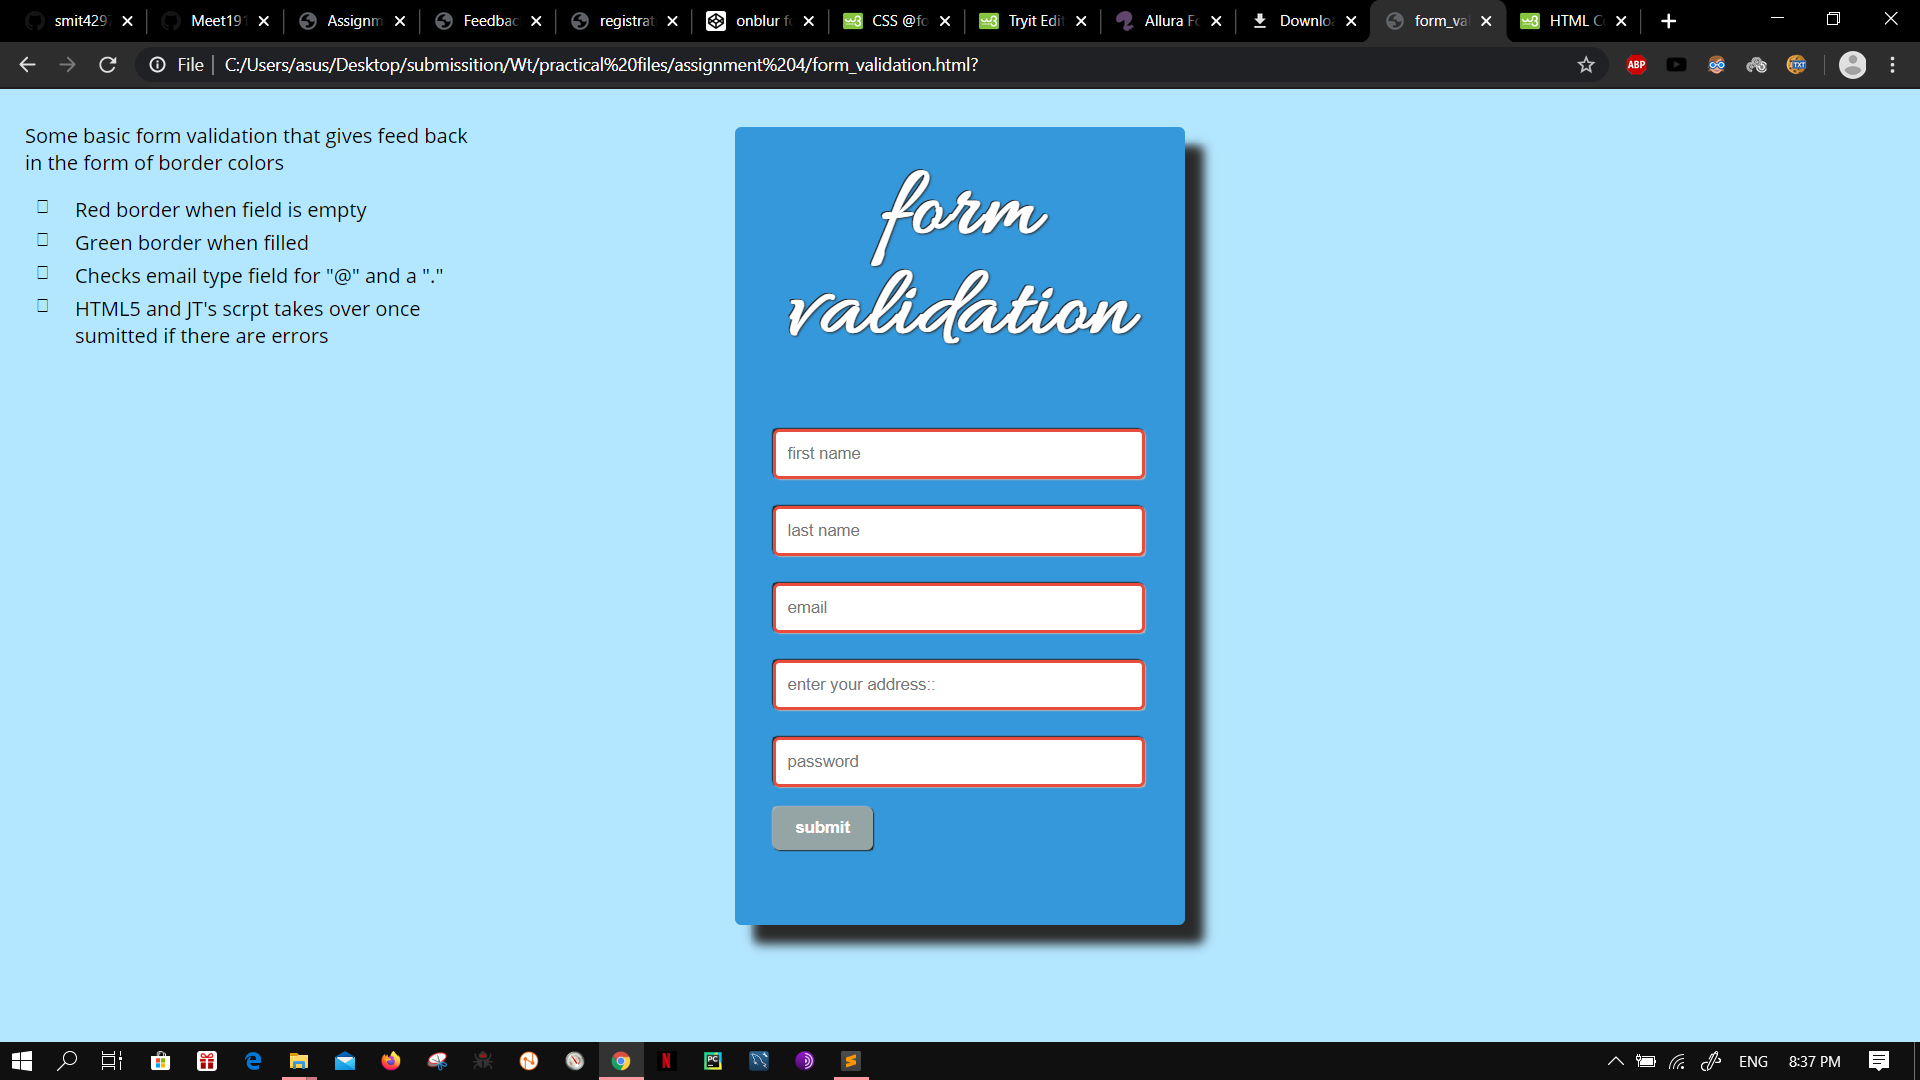 smit429
Meet191
Assignm
Feedbac
registrat
onblur f
CSS @fo
Tryit Edit
Allura Fo
Downlo
form_val
HTML C
File
C:/Users/asus/Desktop/submissition/Wt/practical%20files/assignment%204/form_validation.html?
ABP
TXT
Some basic form validation that gives feed back
in the form of border colors
Red border when field is empty
Green border when filled
Checks email type field for "@" and a "."
HTML5 and JT's scrpt takes over once
sumitted if there are errors
form
validation
first name
last name
email
enter your address::
password
submit
ENG
8:37 PM